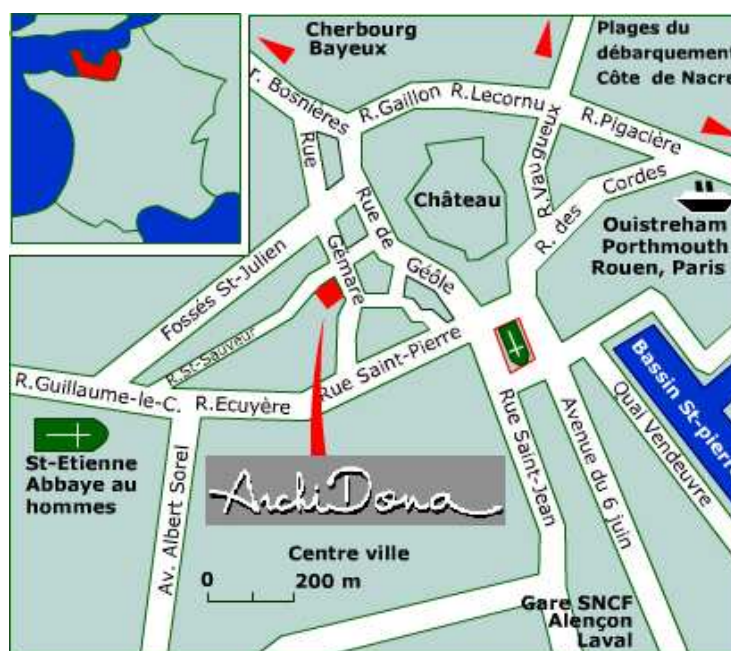 Cherbourg
Bayeux
Plages du
débarquement
Côte de Nacre
r. Bosnières
R.Gaillon
R.Lecornu
R.Vaugueux
R.Pigacière
Rue
Gémare
Château
R. des
Cordes
Rue de
Géôle
Ouistreham
Porthmouth
Rouen, Paris
Fossés St-Julien
R.St-Sauveur
Rue Saint-Pierre
R.Guillaume-le-C.
R.Ecuyère
Bassin St-pierre
Quai Vendeuvre
Avenue du 6 juin
Rue Saint-Jean
St-Etienne
Abbaye au
hommes
Av. Albert Sorel
ArchiDona
Centre ville
0
200 m
Gare SNCF
Alençon
Laval